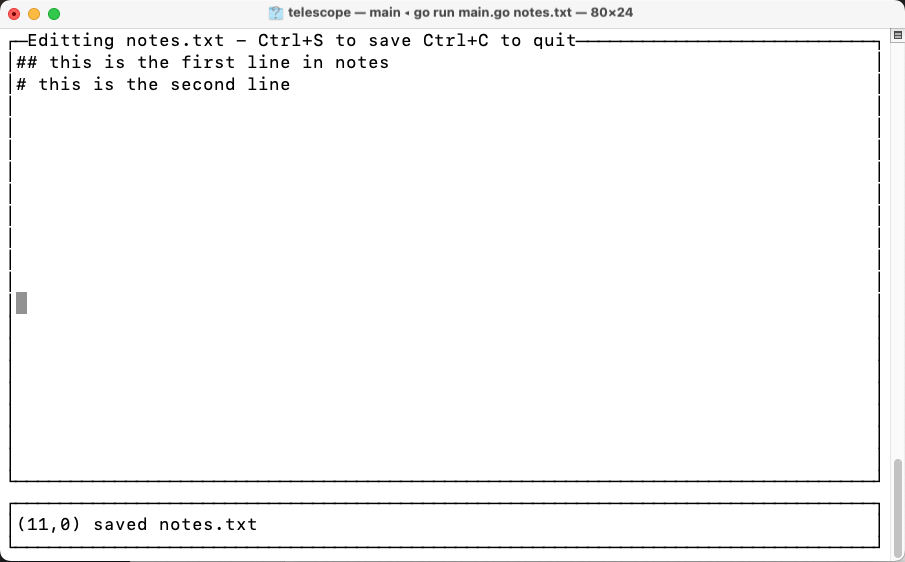 telescope — main ◂ go run main.go notes.txt — 80×24
Editting notes.txt - Ctrl+S to save Ctrl+C to quit
## this is the first line in notes
# this is the second line
(11,0) saved notes.txt